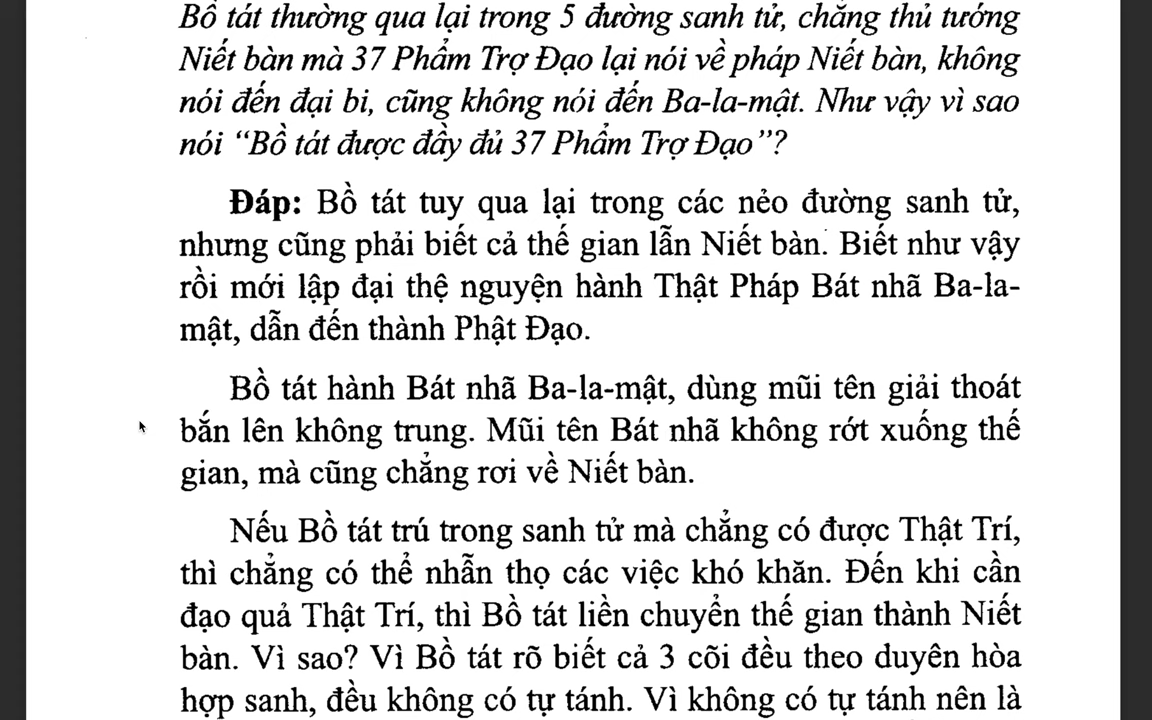 Bồ tát thường qua lại trong 5 đường sanh tử, chẳng thủ tướng
Niết bàn mà 37 Phẩm Trợ Đạo lại nói về pháp Niết bàn, không
nói đến đại bi, cũng không nói đến Ba-la-mật. Như vậy vì sao
nói “Bồ tát được đầy đủ 37 Phẩm Trợ Đạo”?
Đáp: Bồ tát tuy qua lại trong các nẻo đường sanh tử,
nhưng cũng phải biết cả thế gian lẫn Niết bàn. Biết như vậy
rồi mới lập đại thệ nguyện hành Thật Pháp Bát nhã Ba-la-
mật, dẫn đến thành Phật Đạo.
Bồ tát hành Bát nhã Ba-la-mật, dùng mũi tên giải thoát
bắn lên không trung. Mũi tên Bát nhã không rớt xuống thế
gian, mà cũng chẳng rơi về Niết bàn.
Nếu Bồ tát trú trong sanh tử mà chẳng có được Thật Trí,
thì chẳng có thể nhẫn thọ các việc khó khăn. Đến khi cần
đạo quả Thật Trí, thì Bồ tát liền chuyển thế gian thành Niết
bàn. Vì sao? Vì Bồ tát rõ biết cả 3 cõi đều theo duyên hòa
hợp sanh, đều không có tự tánh. Vì không có tự tánh nên là